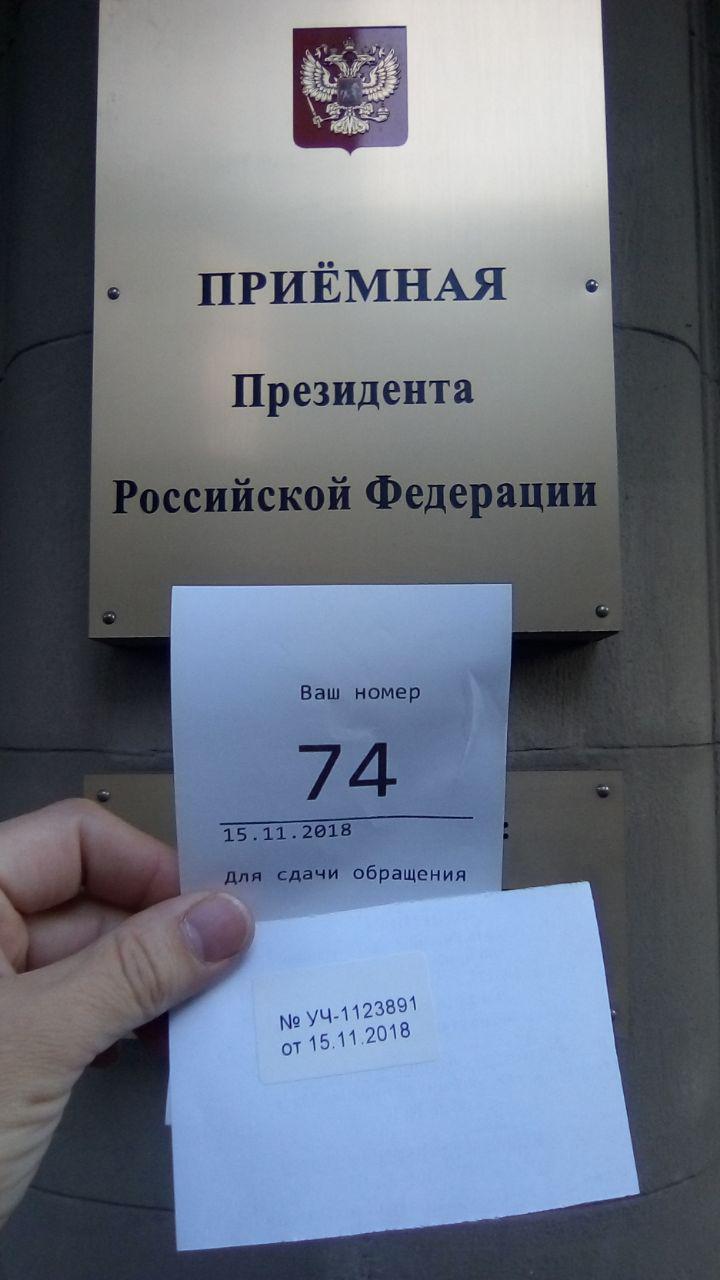 ПРИЁМНАЯ
Президента
Российской Федерации
Ваш номер
74
15.11.2018
Для сдачи обращения
№ УЧ-1123891
от 15.11.2018